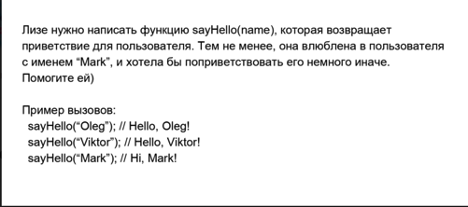 Лизе нужно написать функцию sayHello(name), которая возвращает
приветствие для пользователя. Тем не менее, она влюблена в пользователя
с именем “Mark”, и хотела бы поприветствовать его немного иначе.
Помогите ей)
Пример вызовов:
sayHello(“Oleg”); // Hello, Oleg!
sayHello(“Viktor”); // Hello, Viktor!
sayHello(“Mark”); // Hi, Mark!